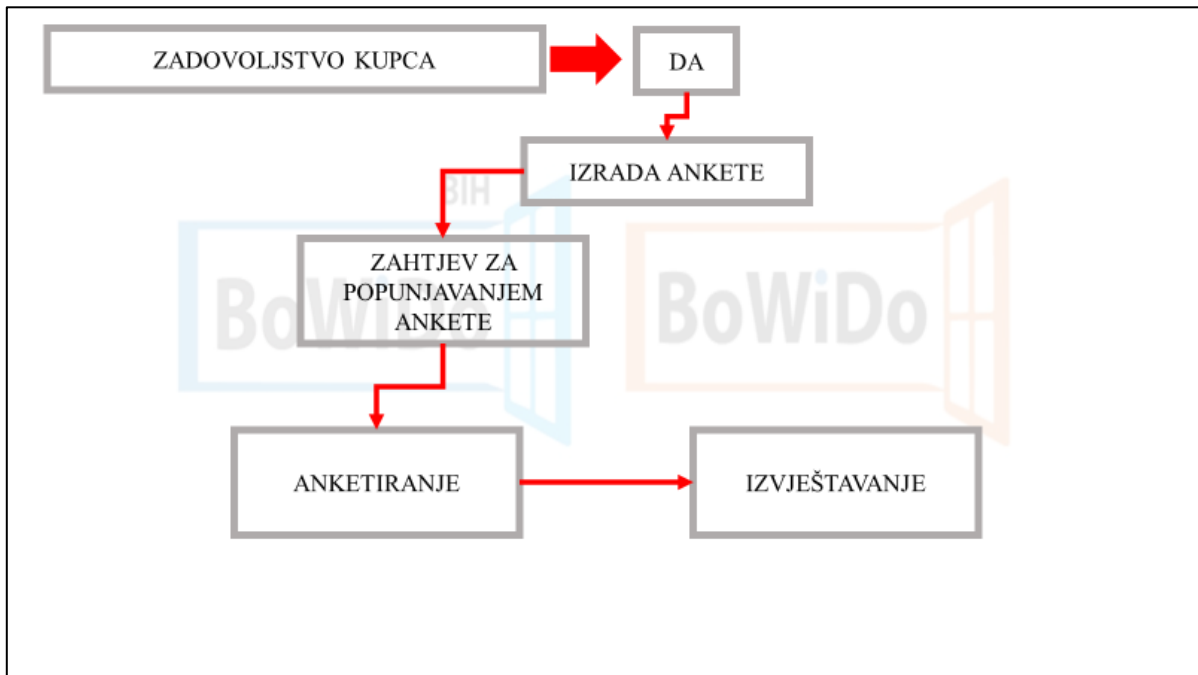 ZADOVOLJSTVO KUPCA
DA
IZRADA ANKETE
BIH
ZAHTJEV ZA
POPUNJAVANJEM
ANKETE
BoWiDo
BoWiDo
ANKETIRANJE
IZVJEŠTAVANJE